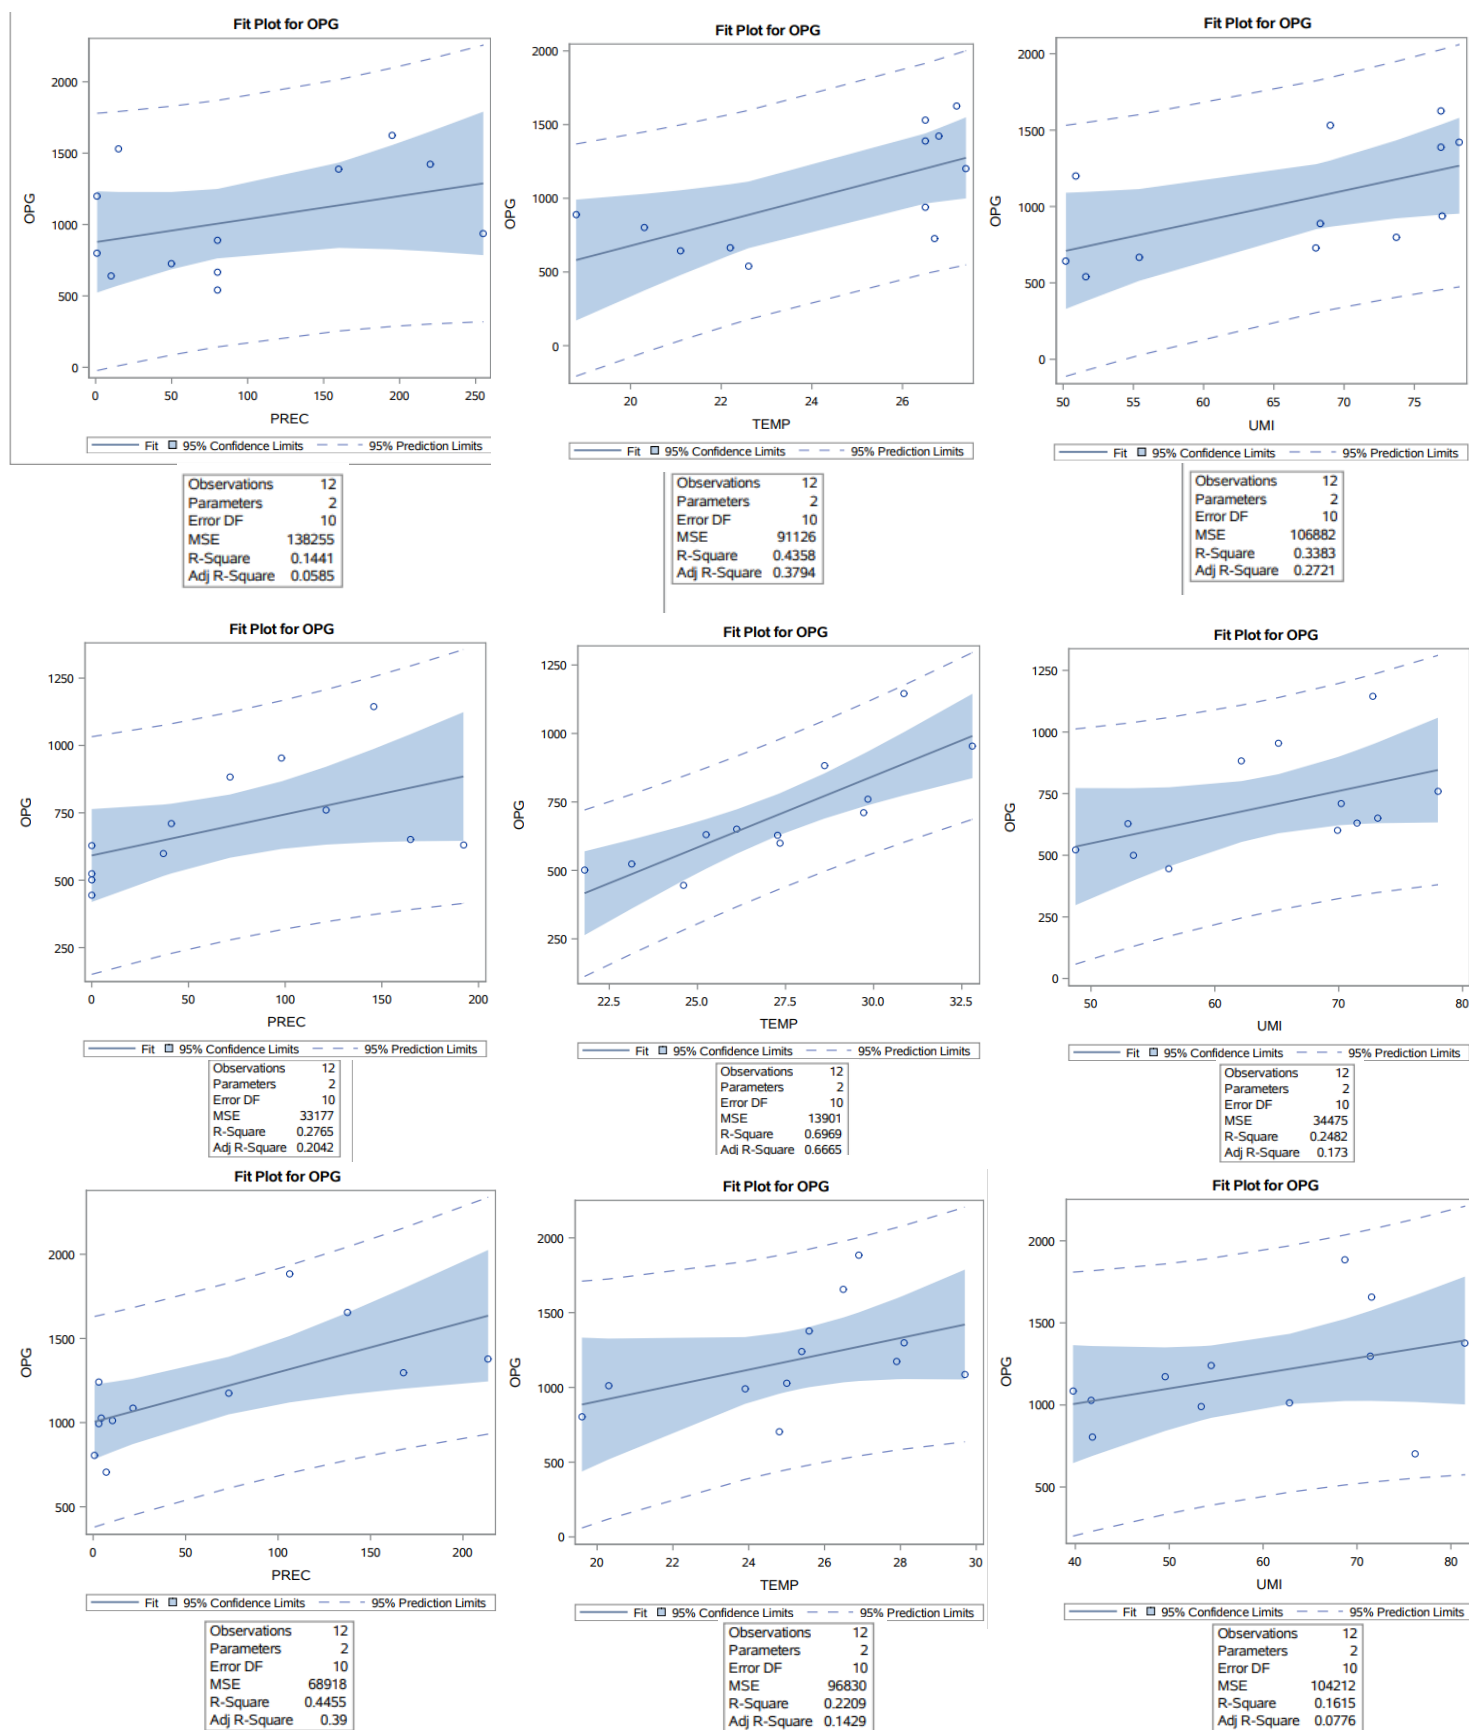 Fit Plot for OPG
OPG
2000
1500
1000
500
0
0 50 100 150 200 250
PREC
Fit 95% Confidence Limits 95% Prediction Limits
Observations 12
Parameters 2
Error DF 10
MSE 138255
R-Square 0.1441
Adj R-Square 0.0585
Fit Plot for OPG
OPG
2000
1500
1000
500
0
20 22 24 26
TEMP
Fit 95% Confidence Limits 95% Prediction Limits
Observations 12
Parameters 2
Error DF 10
MSE 91126
R-Square 0.4358
Adj R-Square 0.3794
Fit Plot for OPG
OPG
2000
1500
1000
500
0
50 55 60 65 70 75
UMI
Fit 95% Confidence Limits 95% Prediction Limits
Observations 12
Parameters 2
Error DF 10
MSE 106882
R-Square 0.3383
Adj R-Square 0.2721
Fit Plot for OPG
OPG
1250
1000
750
500
250
0 50 100 150 200
PREC
Fit 95% Confidence Limits 95% Prediction Limits
Observations 12
Parameters 2
Error DF 10
MSE 33177
R-Square 0.2765
Adj R-Square 0.2042
Fit Plot for OPG
OPG
1250
1000
750
500
250
22.5 25.0 27.5 30.0 32.5
TEMP
Fit 95% Confidence Limits 95% Prediction Limits
Observations 12
Parameters 2
Error DF 10
MSE 13901
R-Square 0.6969
Adj R-Square 0.6665
Fit Plot for OPG
OPG
1250
1000
750
500
250
0
50 60 70 80
UMI
Fit 95% Confidence Limits 95% Prediction Limits
Observations 12
Parameters 2
Error DF 10
MSE 34475
R-Square 0.2482
Adj R-Square 0.173
Fit Plot for OPG
OPG
2000
1500
1000
500
0 50 100 150 200
PREC
Fit 95% Confidence Limits 95% Prediction Limits
Observations 12
Parameters 2
Error DF 10
MSE 68918
R-Square 0.4455
Adj R-Square 0.39
Fit Plot for OPG
OPG
2000
1500
1000
500
0
20 22 24 26 28 30
TEMP
Fit 95% Confidence Limits 95% Prediction Limits
Observations 12
Parameters 2
Error DF 10
MSE 96830
R-Square 0.2209
Adj R-Square 0.1429
Fit Plot for OPG
OPG
2000
1500
1000
500
40 50 60 70 80
UMI
Fit 95% Confidence Limits 95% Prediction Limits
Observations 12
Parameters 2
Error DF 10
MSE 104212
R-Square 0.1615
Adj R-Square 0.0776